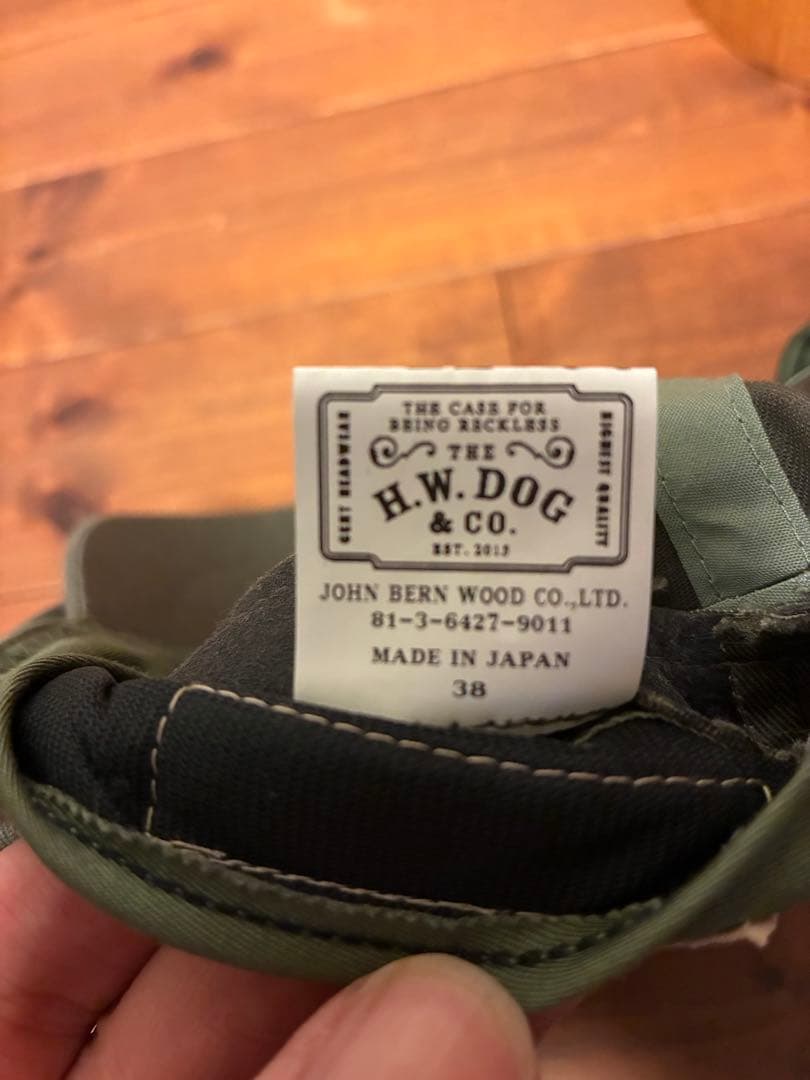 THE CASE FOR
BEING RECKLESS
THE
H.W. DOG
& CO.
EST. 2013
GENT HEADWEAR
HIGHEST QUALITY
JOHN BERN WOOD CO.,LTD.
81-3-6427-9011
MADE IN JAPAN
38